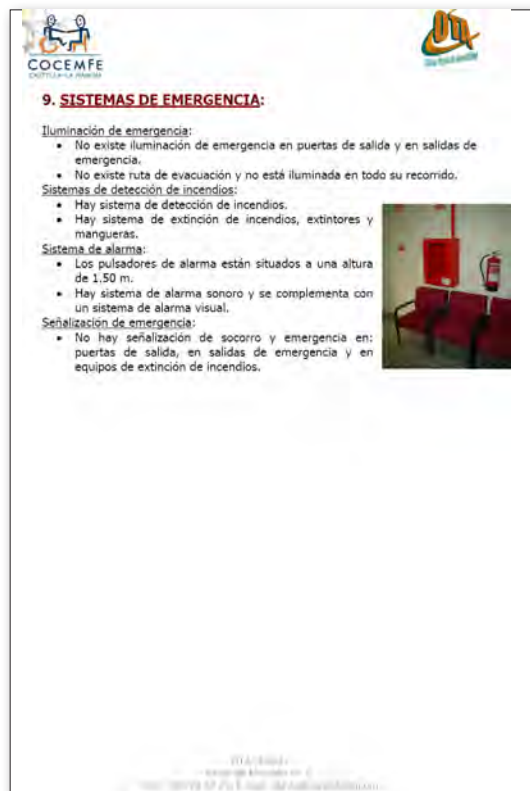 COCEMFE
CASTILLA-LA MANCHA
OTA
9. SISTEMAS DE EMERGENCIA:
Iluminación de emergencia:
• No existe iluminación de emergencia en puertas de salida y en salidas de
emergencia.
• No existe ruta de evacuación y no está iluminada en todo su recorrido.
Sistemas de detección de incendios:
• Hay sistema de detección de incendios.
• Hay sistema de extinción de incendios, extintores y
mangueras.
Sistema de alarma:
• Los pulsadores de alarma están situados a una altura
de 1.50 m.
• Hay sistema de alarma sonoro y se complementa con
un sistema de alarma visual.
Señalización de emergencia:
• No hay señalización de socorro y emergencia en:
puertas de salida, en salidas de emergencia y en
equipos de extinción de incendios.